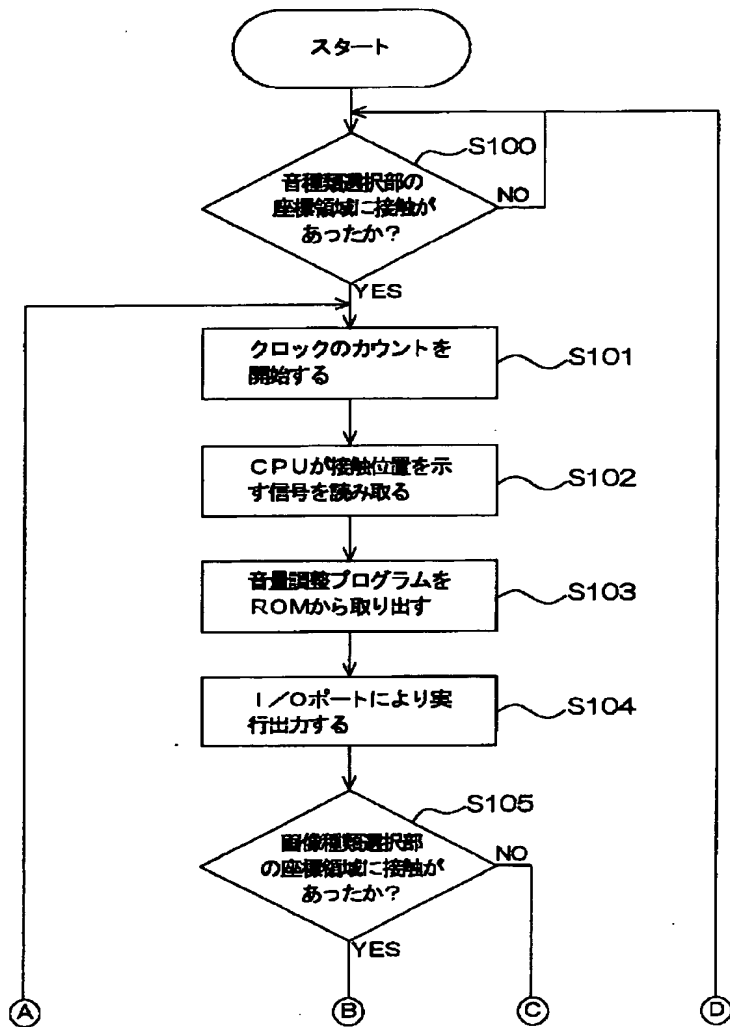 スタート
S100
音種類選択部の
座標領域に接触が
あったか?
NO
YES
クロックのカウントを
開始する
S101
CPUが接触位置を示
す信号を読み取る
S102
音量調整プログラムを
ROMから取り出す
S103
I/Oポートにより実
行出力する
S104
S105
画像種類選択部
の座標領域に接触が
あったか?
NO
YES
A
B
C
D